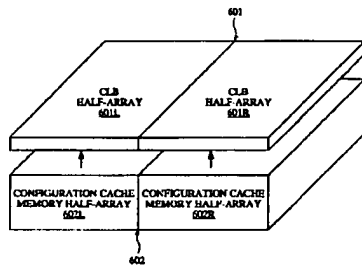 601
CLB
HALF-ARRAY
601L
CLB
HALF-ARRAY
601R
CONFIGURATION CACHE
MEMORY HALF-ARRAY
602L
CONFIGURATION CACHE
MEMORY HALF-ARRAY
602R
602